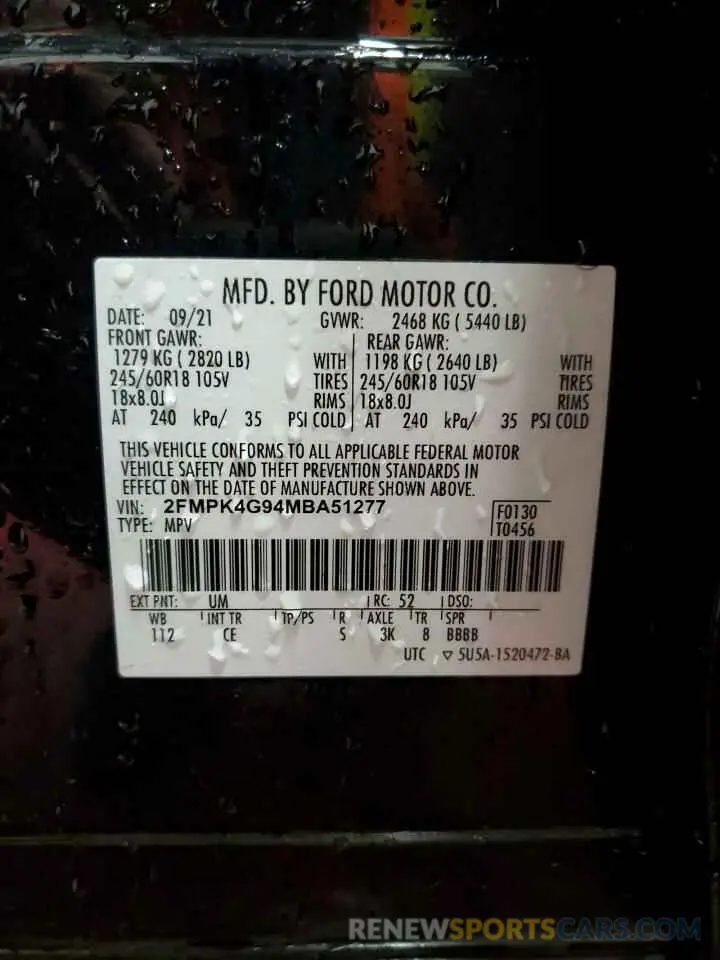 MFD. BY FORD MOTOR CO.
DATE: 09/21 GVWR: 2468 KG ( 5440 LB)
FRONT GAWR: REAR GAWR:
1279 KG ( 2820 LB) WITH 1198 KG ( 2640 LB) WITH
245/60R18 105V TIRES 245/60R18 105V TIRES
18x8.0J RIMS 18x8.0J RIMS
AT 240 kPa/ 35 PSI COLD AT 240 kPa/ 35 PSI COLD
THIS VEHICLE CONFORMS TO ALL APPLICABLE FEDERAL MOTOR
VEHICLE SAFETY AND THEFT PREVENTION STANDARDS IN
EFFECT ON THE DATE OF MANUFACTURE SHOWN ABOVE.
VIN: 2FMPK4G94MBA51277 F0130
TYPE: MPV T0456
EXT PNT: UM RC: 52 DSO:
WB INT TR TP/PS R AXLE TR SPR
112 CE S 3K 8 BBBB
UTC ▽ 5U5A-1520472-BA
RENEWSPORTSCARS.COM